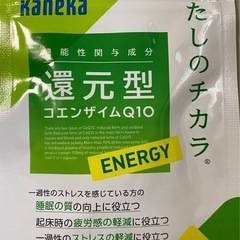 Kaneka
機能性関与成分
還元型
コエンザイムQ10
ENERGY
たしのチカラ®
一過性のストレスを感じている方の
睡眠の質の向上に役立つ
起床時の疲労感の軽減に役立つ
一過性のストレスの軽減に役立つ